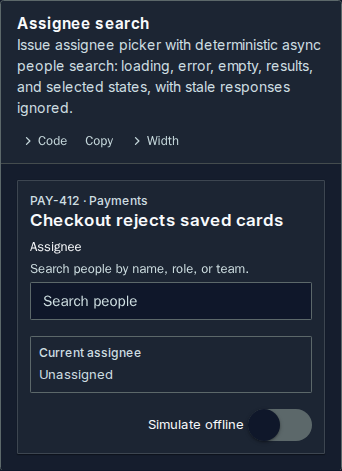 Assignee search
Issue assignee picker with deterministic async
people search: loading, error, empty, results,
and selected states, with stale responses
ignored.
Code Copy Width
PAY-412 · Payments
Checkout rejects saved cards
Assignee
Search people by name, role, or team.
Search people
Current assignee
Unassigned
Simulate offline